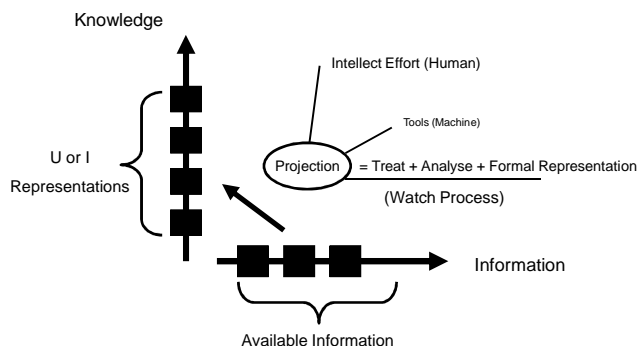 Knowledge
Intellect Effort (Human)
Tools (Machine)
U or I
Representations
Projection
= Treat + Analyse + Formal Representation
(Watch Process)
Information
Available Information